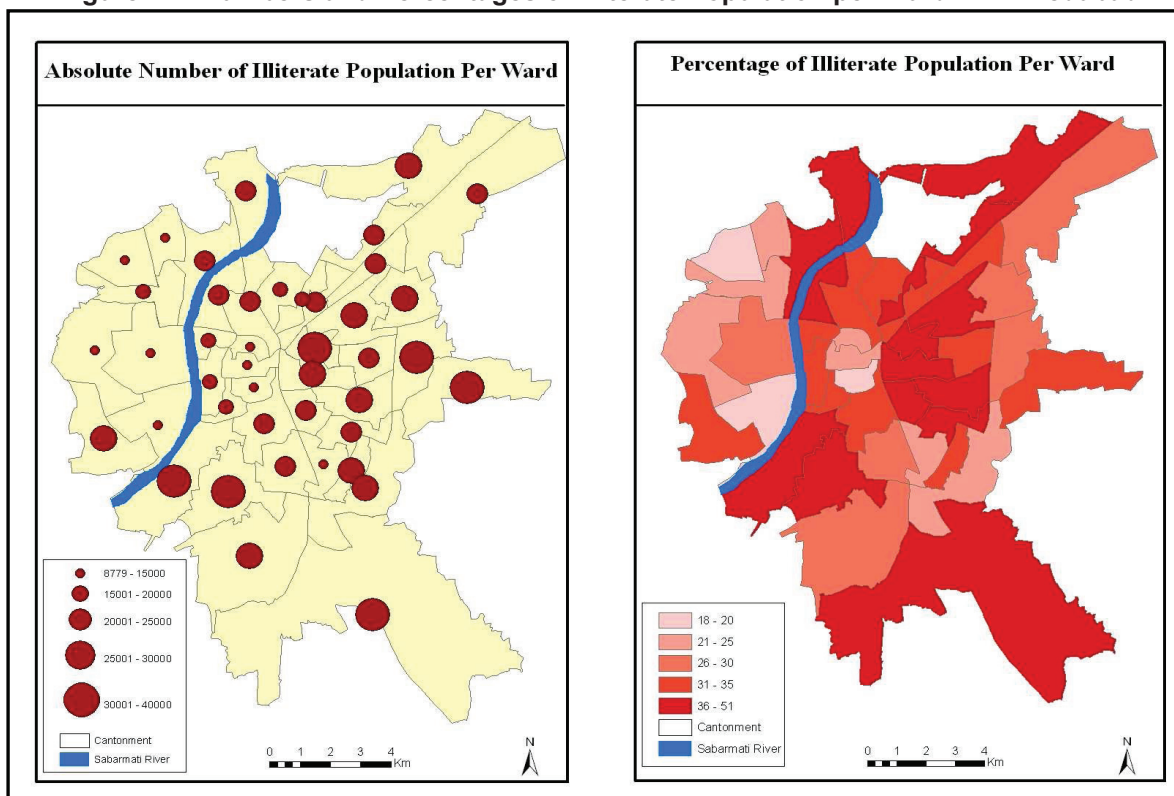 Absolute Number of Illiterate Population Per Ward
8779 - 15000
15001 - 20000
20001 - 25000
25001 - 30000
30001 - 40000
Cantonment
Sabarmati River
0 1 2 3 4
Km
N
Percentage of Illiterate Population Per Ward
18 - 20
21 - 25
26 - 30
31 - 35
36 - 51
Cantonment
Sabarmati River
0 1 2 3 4
Km
N